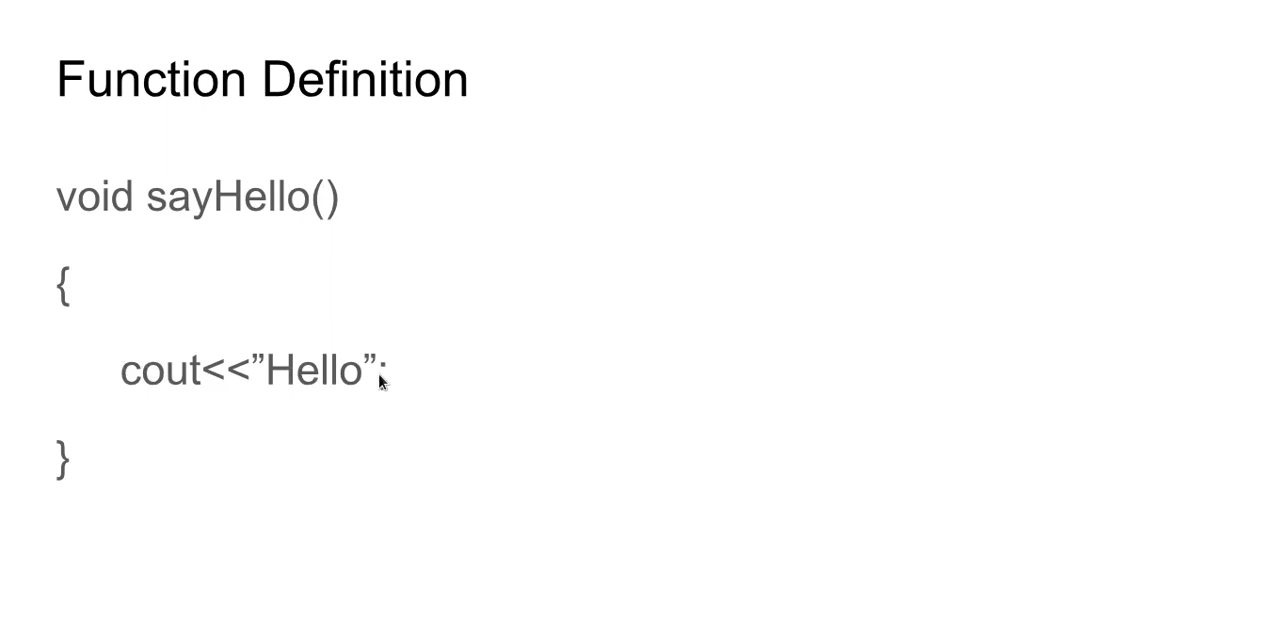 Function Definition
void sayHello()
{
cout<<”Hello”;
}